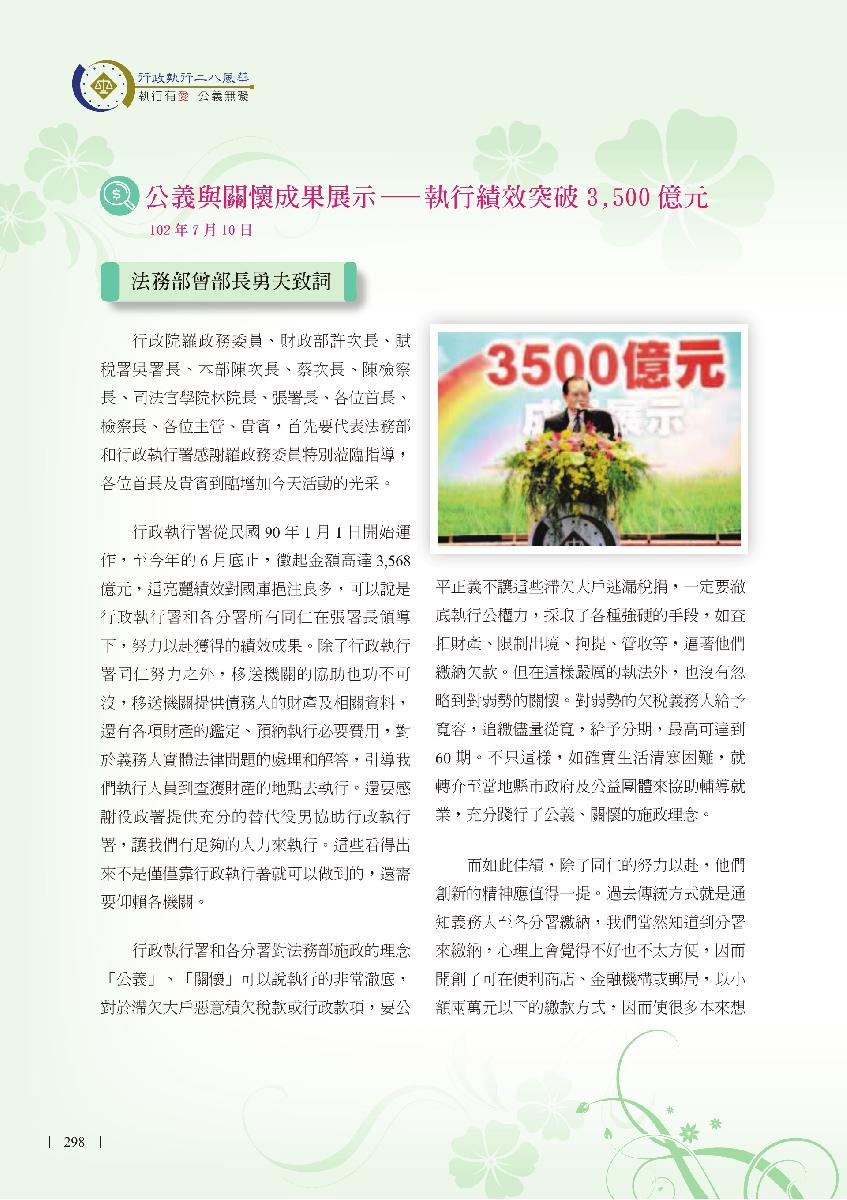 行政執行二八風華
執行有愛 公義無礙
公義與關懷成果展示——執行績效突破 3,500 億元
102 年 7 月 10 日
法務部曾部長勇夫致詞
行政院羅政務委員、財政部許次長、賦
稅署吳署長、本部陳次長、蔡次長、陳檢察
長、司法官學院林院長、張署長、各位首長、
檢察長、各位主管、貴賓，首先要代表法務部
和行政執行署感謝羅政務委員特別蒞臨指導，
各位首長及貴賓到臨增加今天活動的光采。
行政執行署從民國 90 年 1 月 1 日開始運
作，至今年的 6 月底止，徵起金額高達 3,568
億元，這亮麗績效對國庫挹注良多，可以說是
行政執行署和各分署所有同仁在張署長領導
下，努力以赴獲得的績效成果。除了行政執行
署同仁努力之外，移送機關的協助也功不可
沒，移送機關提供債務人的財產及相關資料，
還有各項財產的鑑定、預納執行必要費用，對
於義務人實體法律問題的處理和解答，引導我
們執行人員到查獲財產的地點去執行。還要感
謝役政署提供充分的替代役男協助行政執行
署，讓我們有足夠的人力來執行。這些看得出
來不是僅僅靠行政執行署就可以做到的，還需
要仰賴各機關。
行政執行署和各分署對法務部施政的理念
「公義」、「關懷」可以說執行的非常澈底，
對於滯欠大戶惡意積欠稅款或行政款項，要公
3500億元
成果展示
平正義不讓這些滯欠大戶逃漏稅捐，一定要澈
底執行公權力，採取了各種強硬的手段，如查
扣財產、限制出境、拘提、管收等，逼著他們
繳納欠款。但在這樣嚴厲的執法外，也沒有忽
略到對弱勢的關懷。對弱勢的欠稅義務人給予
寬容，追繳儘量從寬，給予分期，最高可達到
60 期。不只這樣，如確實生活清寒困難，就
轉介至當地縣市政府及公益團體來協助輔導就
業，充分踐行了公義、關懷的施政理念。
而如此佳績，除了同仁的努力以赴，他們
創新的精神應值得一提。過去傳統方式就是通
知義務人至各分署繳納，我們當然知道到分署
來繳納，心理上會覺得不好也不太方便，因而
開創了可在便利商店、金融機構或郵局，以小
額兩萬元以下的繳款方式，因而使很多本來想
298